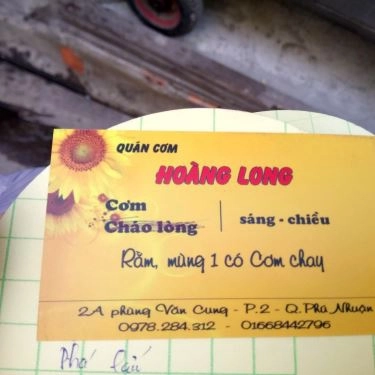 QUÁN CƠM
HOÀNG LONG
Cơm
Cháo lòng
sáng - chiều
Rằm, mùng 1 có Cơm chay
2A phùng Văn Cung - P.2 - Q.Phú Nhuận
0978.284.312 - 01668442796